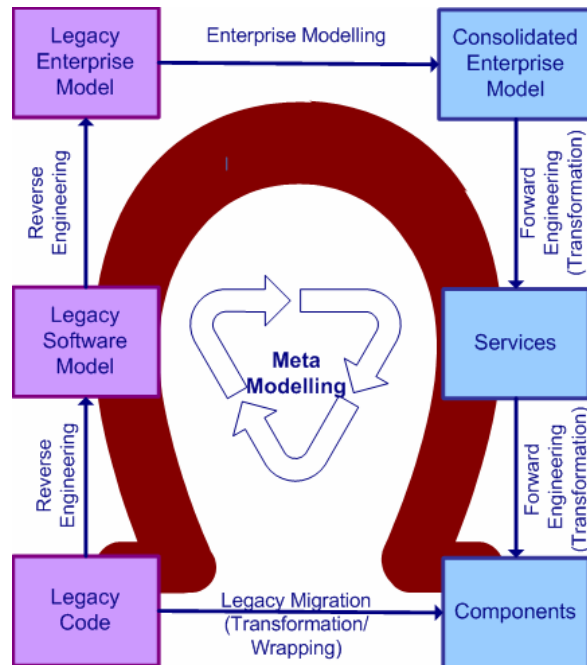 Legacy
Enterprise
Model
Enterprise Modelling
Consolidated
Enterprise
Model
Reverse
Engineering
Forward
Engineering
(Transformation)
Legacy
Software
Model
Meta
Modelling
Services
Reverse
Engineering
Forward
Engineering
(Transformation)
Legacy
Code
Legacy Migration
(Transformation/
Wrapping)
Components